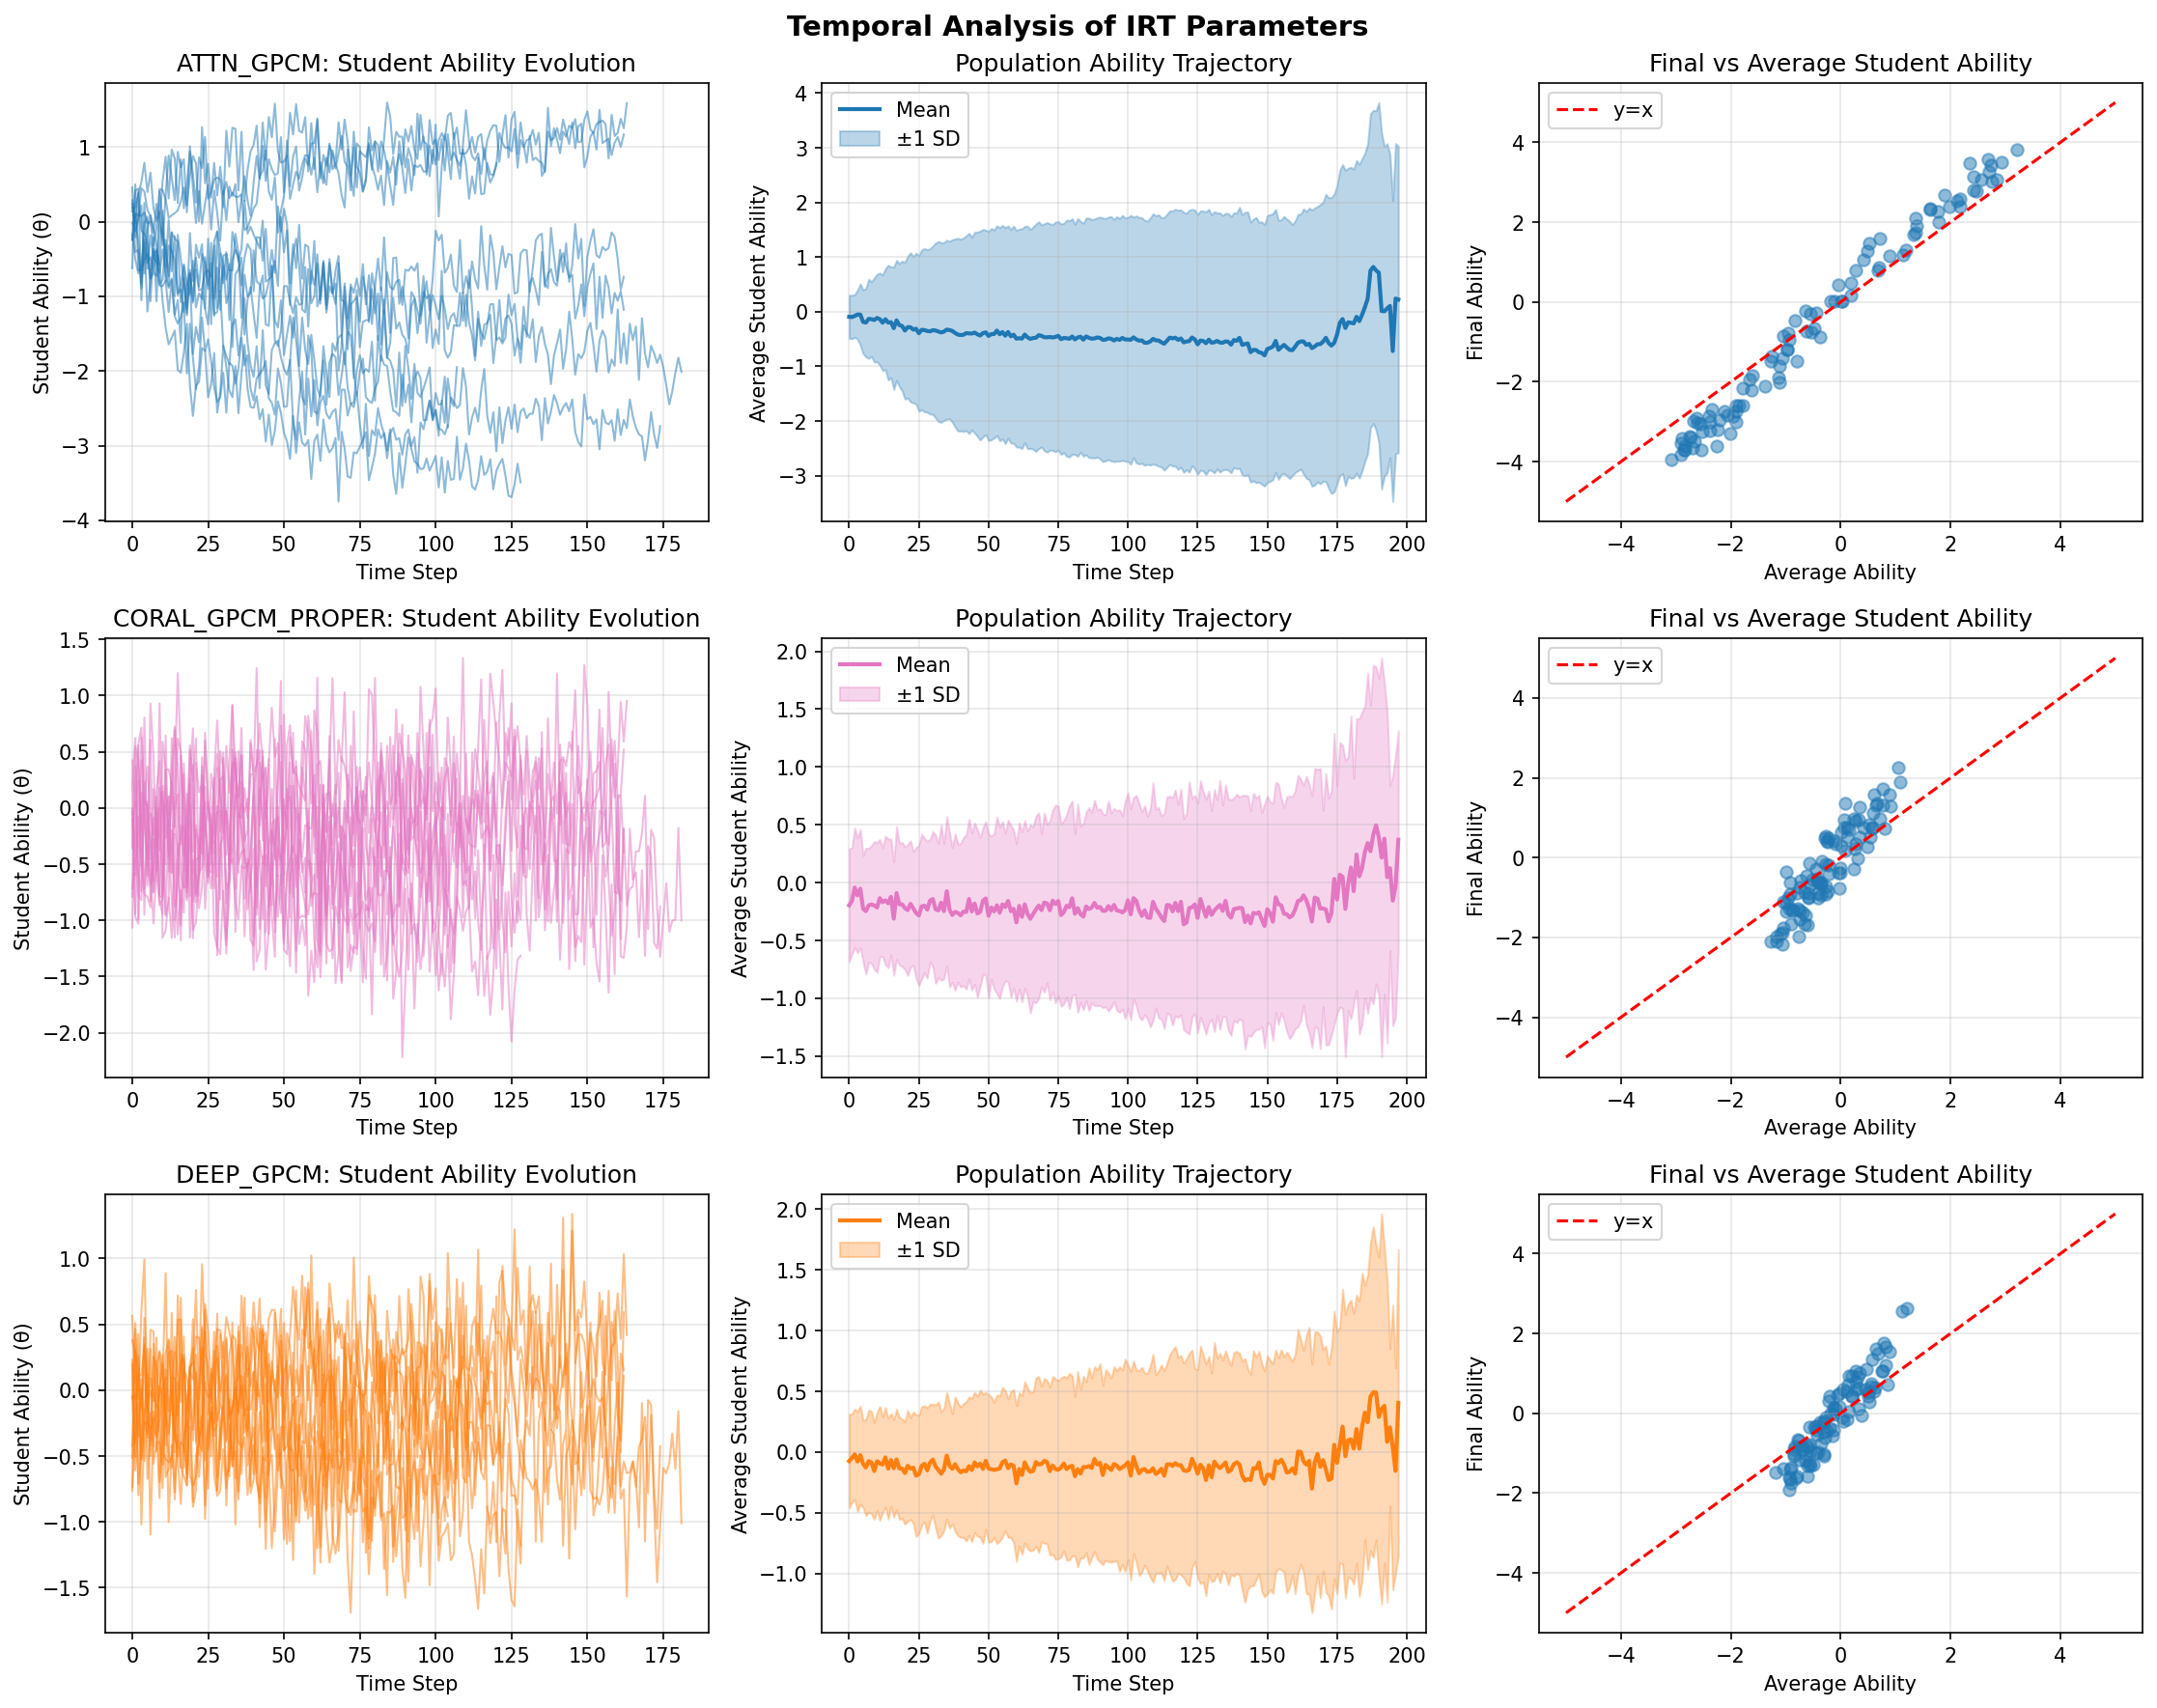 Temporal Analysis of IRT Parameters
ATTN_GPCM: Student Ability Evolution
Student Ability (θ)
1
0
−1
−2
−3
−4
0 25 50 75 100 125 150 175
Time Step
Population Ability Trajectory
Mean
±1 SD
Average Student Ability
4
3
2
1
0
−1
−2
−3
0 25 50 75 100 125 150 175 200
Time Step
Final vs Average Student Ability
y=x
Final Ability
4
2
0
−2
−4
−4 −2 0 2 4
Average Ability
CORAL_GPCM_PROPER: Student Ability Evolution
Student Ability (θ)
1.5
1.0
0.5
0.0
−0.5
−1.0
−1.5
−2.0
0 25 50 75 100 125 150 175
Time Step
Population Ability Trajectory
Mean
±1 SD
Average Student Ability
2.0
1.5
1.0
0.5
0.0
−0.5
−1.0
−1.5
0 25 50 75 100 125 150 175 200
Time Step
Final vs Average Student Ability
y=x
Final Ability
4
2
0
−2
−4
−4 −2 0 2 4
Average Ability
DEEP_GPCM: Student Ability Evolution
Student Ability (θ)
1.0
0.5
0.0
−0.5
−1.0
−1.5
0 25 50 75 100 125 150 175
Time Step
Population Ability Trajectory
Mean
±1 SD
Average Student Ability
2.0
1.5
1.0
0.5
0.0
−0.5
−1.0
0 25 50 75 100 125 150 175 200
Time Step
Final vs Average Student Ability
y=x
Final Ability
4
2
0
−2
−4
−4 −2 0 2 4
Average Ability